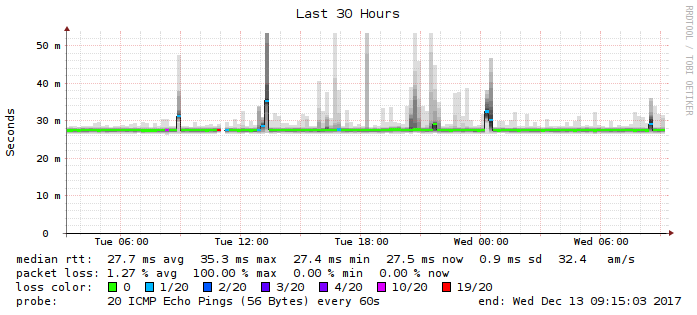 Last 30 Hours
RRDTOOL / TOBI OETIKER
Seconds
50 m
40 m
30 m
20 m
10 m
0
Tue 06:00 Tue 12:00 Tue 18:00 Wed 00:00 Wed 06:00
median rtt: 27.7 ms avg 35.3 ms max 27.4 ms min 27.5 ms now 0.9 ms sd 32.4 am/s
packet loss: 1.27 % avg 100.00 % max 0.00 % min 0.00 % now
loss color: 0 1/20 2/20 3/20 4/20 10/20 19/20
probe: 20 ICMP Echo Pings (56 Bytes) every 60s end: Wed Dec 13 09:15:03 2017